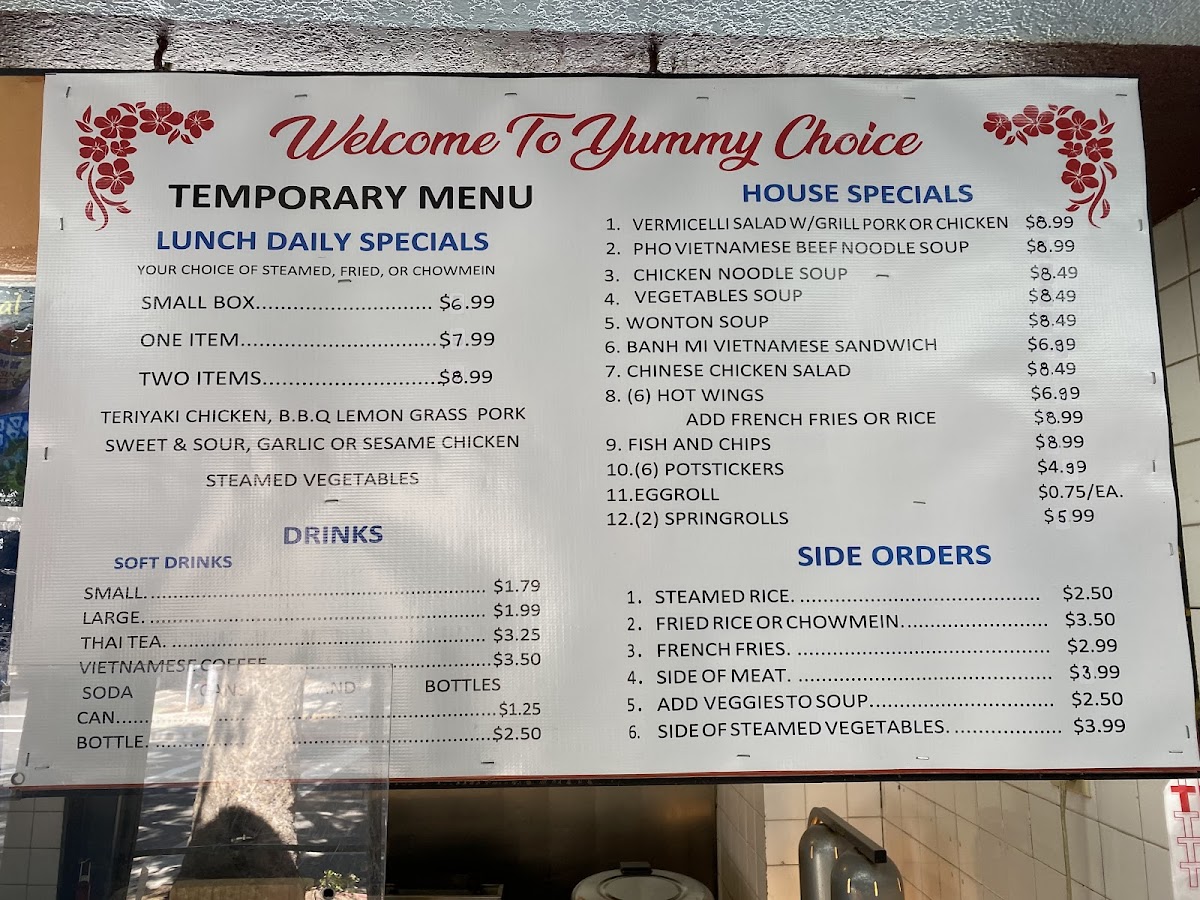 Welcome To Yummy Choice
TEMPORARY MENU
LUNCH DAILY SPECIALS
YOUR CHOICE OF STEAMED, FRIED, OR CHOWMEIN
SMALL BOX............................ $6.99
ONE ITEM................................$7.99
TWO ITEMS.............................$8.99
TERIYAKI CHICKEN, B.B.Q LEMON GRASS PORK
SWEET & SOUR, GARLIC OR SESAME CHICKEN
STEAMED VEGETABLES
DRINKS
SOFT DRINKS
SMALL. ........................................................... $1.79
LARGE. ........................................................... $1.99
THAI TEA. ....................................................... $3.25
VIETNAMESE COFFEE .....................................$3.50
SODA CANS AND BOTTLES
CAN.................................................................$1.25
BOTTLE. ..........................................................$2.50
HOUSE SPECIALS
1. VERMICELLI SALAD W/GRILL PORK OR CHICKEN $8.99
2. PHO VIETNAMESE BEEF NOODLE SOUP $8.99
3. CHICKEN NOODLE SOUP $8.49
4. VEGETABLES SOUP $8.49
5. WONTON SOUP $8.49
6. BANH MI VIETNAMESE SANDWICH $6.99
7. CHINESE CHICKEN SALAD $8.49
8. (6) HOT WINGS $6.99
ADD FRENCH FRIES OR RICE $8.99
9. FISH AND CHIPS $8.99
10.(6) POTSTICKERS $4.99
11.EGGROLL $0.75/EA.
12.(2) SPRINGROLLS $5.99
SIDE ORDERS
1. STEAMED RICE. ........................................ $2.50
2. FRIED RICE OR CHOWMEIN........................ $3.50
3. FRENCH FRIES. ......................................... $2.99
4. SIDE OF MEAT. ......................................... $3.99
5. ADD VEGGIES TO SOUP.............................. $2.50
6. SIDE OF STEAMED VEGETABLES. .................. $3.99